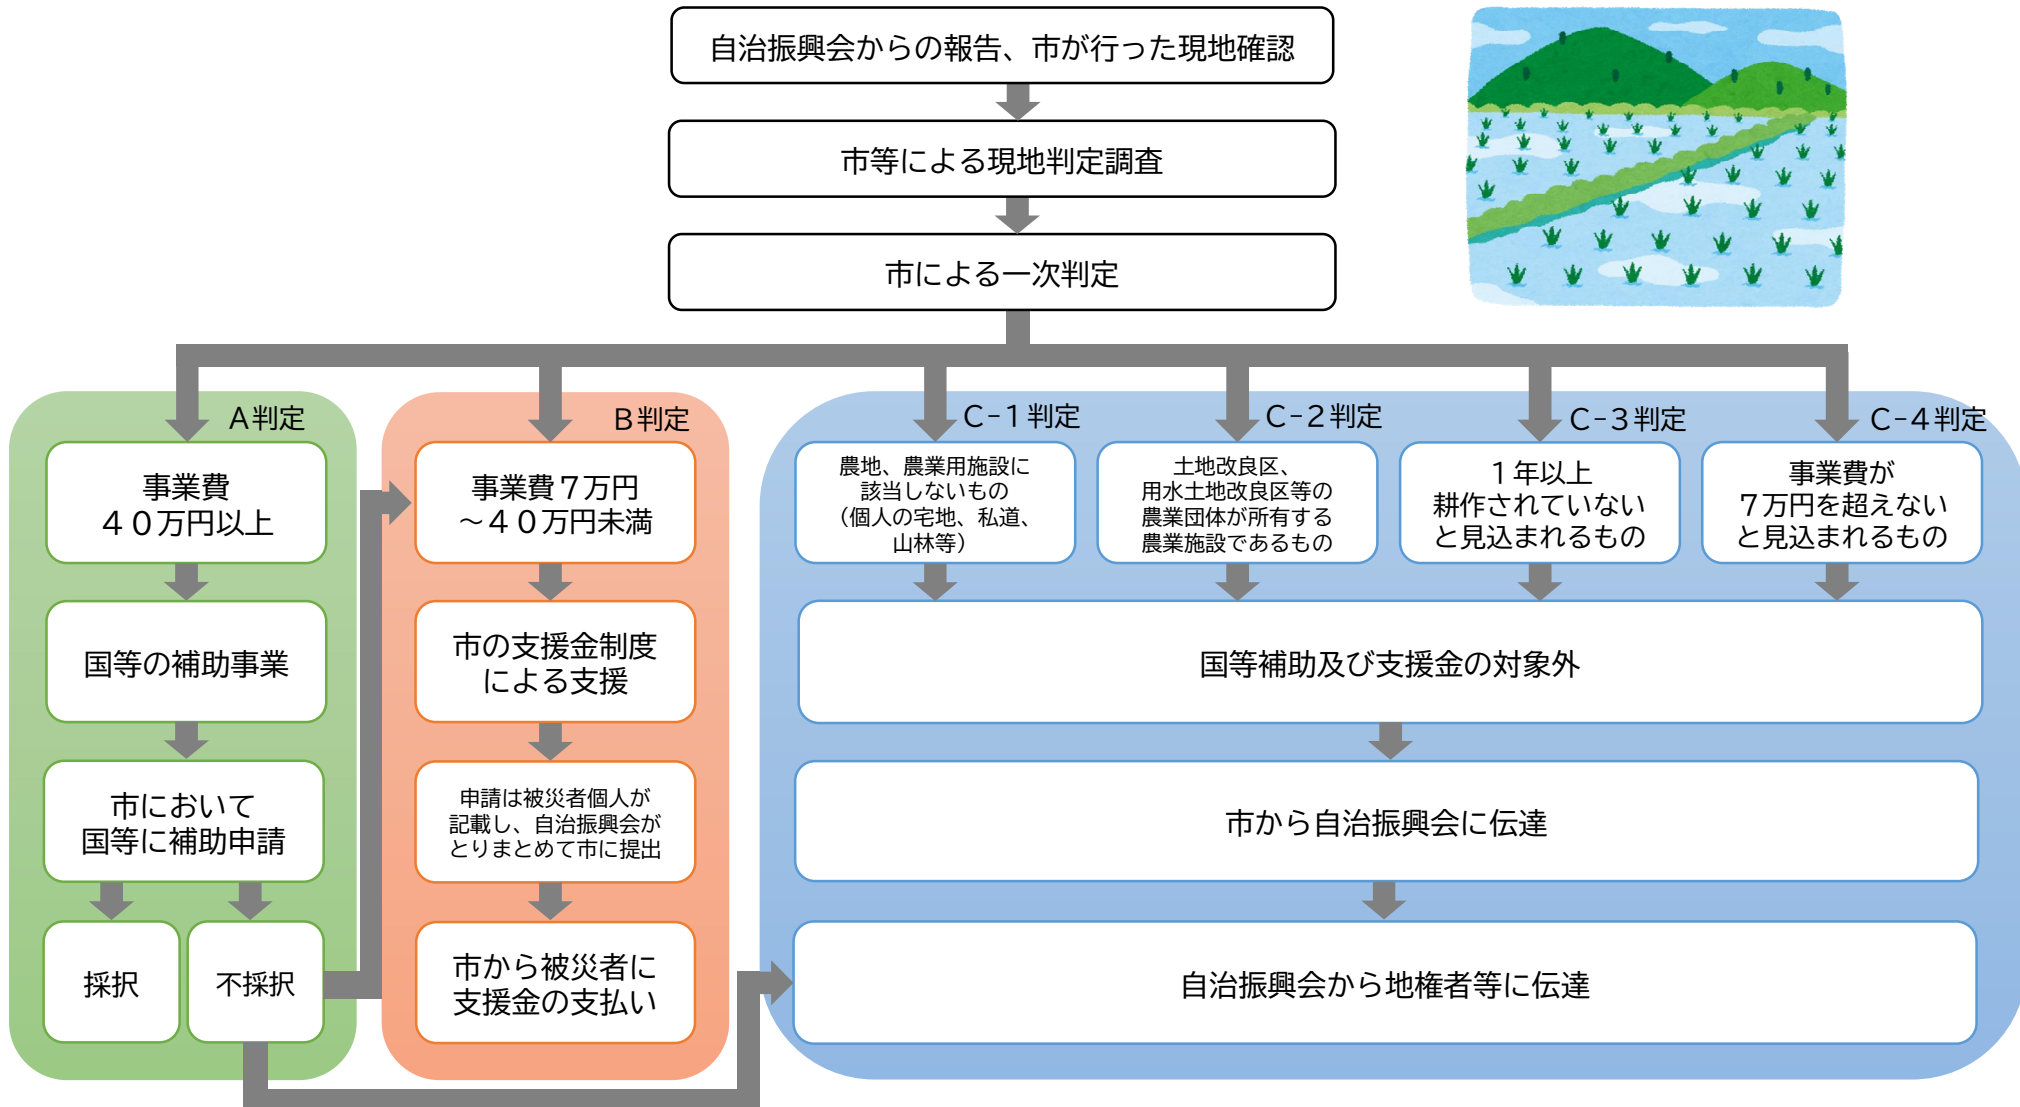 自治振興会からの報告、市が行った現地確認
市等による現地判定調査
市による一次判定
A判定
事業費
４０万円以上
国等の補助事業
市において
国等に補助申請
採択
不採択
B判定
事業費７万円
～４０万円未満
市の支援金制度
による支援
申請は被災者個人が
記載し、自治振興会が
とりまとめて市に提出
市から被災者に
支援金の支払い
C-１判定
農地、農業用施設に
該当しないもの
（個人の宅地、私道、
山林等）
C-２判定
土地改良区、
用水土地改良区等の
農業団体が所有する
農業施設であるもの
C-３判定
１年以上
耕作されていない
と見込まれるもの
C-４判定
事業費が
７万円を超えない
と見込まれるもの
国等補助及び支援金の対象外
市から自治振興会に伝達
自治振興会から地権者等に伝達